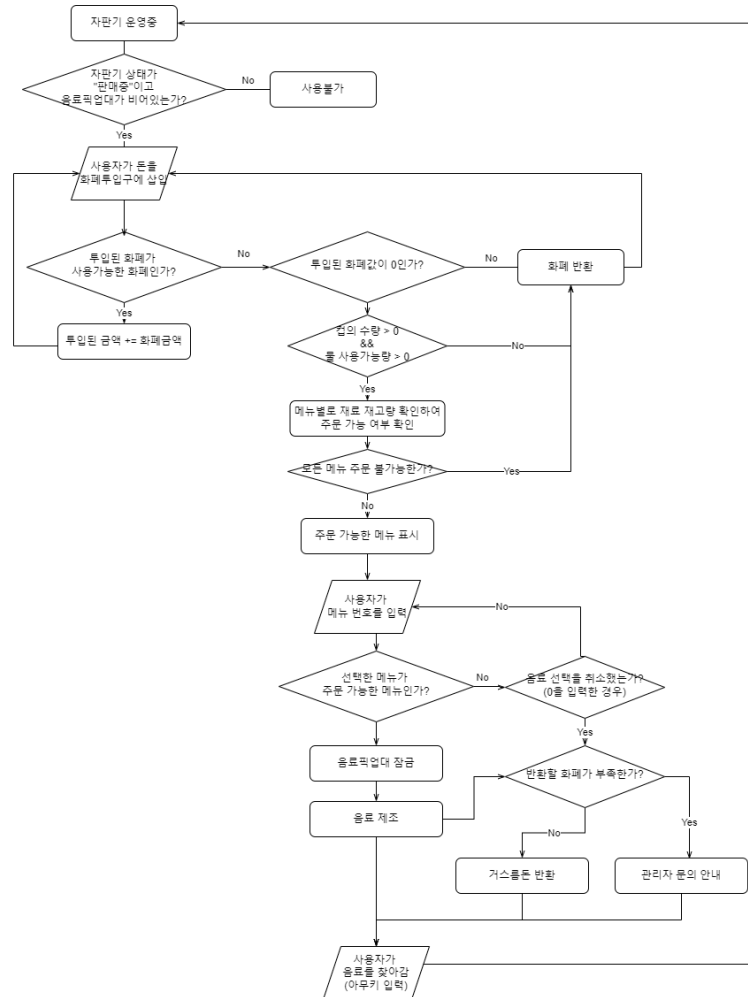 자판기 운영중
자판기 상태가
"판매중"이고
음료픽업대가 비어있는가?
No
사용불가
Yes
사용자가 돈을
화폐투입구에 삽입
투입된 화폐가
사용가능한 화폐인가?
No
투입된 화폐값이 0인가?
No
화폐 반환
Yes
투입된 금액 += 화폐금액
컵의 수량 > 0
&&
물 사용가능량 > 0
No
Yes
메뉴별로 재료 재고량 확인하여
주문 가능 여부 확인
모든 메뉴 주문 불가능한가?
Yes
No
주문 가능한 메뉴 표시
사용자가
메뉴 번호를 입력
No
선택한 메뉴가
주문 가능한 메뉴인가?
No
음료 선택을 취소했는가?
(0을 입력한 경우)
Yes
음료픽업대 잠금
반환할 화폐가 부족한가?
음료 제조
No
Yes
거스름돈 반환
관리자 문의 안내
사용자가
음료를 찾아감
(아무키 입력)